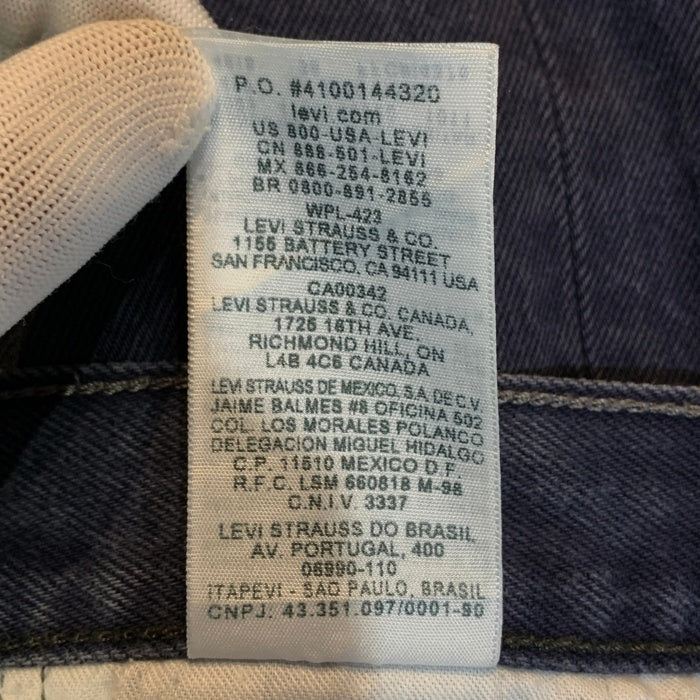 P.O. #4100144320
levi.com
US 800-USA-LEVI
CN 888-501-LEVI
MX 866-254-8162
BR 0800-891-2855
WPL-423
LEVI STRAUSS & CO.
1155 BATTERY STREET
SAN FRANCISCO, CA 94111 USA
CA00342
LEVI STRAUSS & CO. CANADA,
1725 16TH AVE.
RICHMOND HILL, ON
L4B 4C6 CANADA
LEVI STRAUSS DE MEXICO, S.A. DE C.V.
JAIME BALMES #8 OFICINA 502
COL. LOS MORALES POLANCO
DELEGACION MIGUEL HIDALGO
C.P. 11510 MEXICO D.F.
R.F.C. LSM 660818 M-98
C.N.I.V. 3337
LEVI STRAUSS DO BRASIL
AV. PORTUGAL, 400
06690-110
ITAPEVI - SAO PAULO, BRASIL
CNPJ: 43.351.097/0001-90